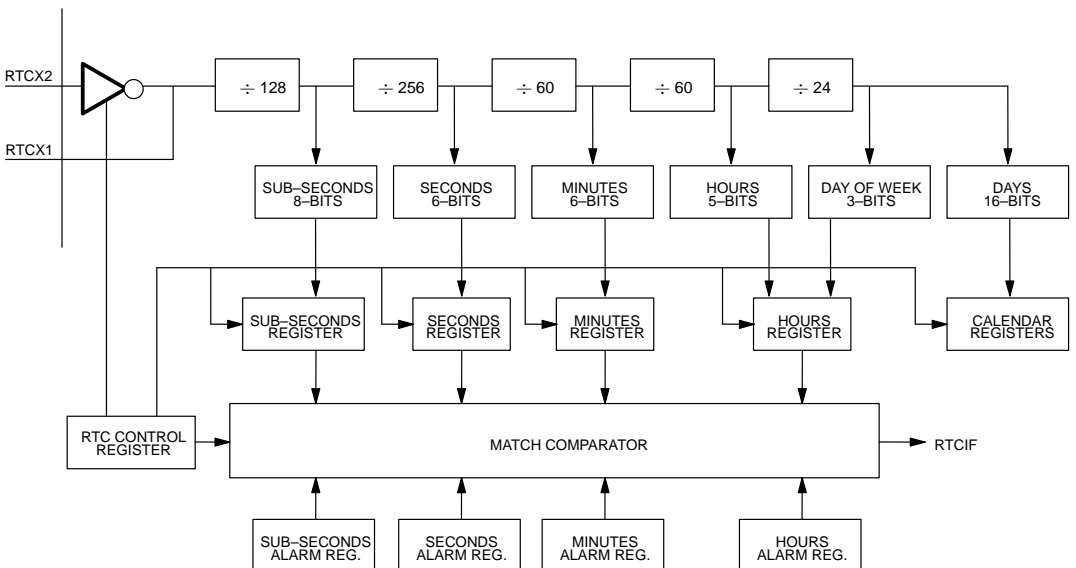 RTCX2
÷ 128
÷ 256
÷ 60
÷ 60
÷ 24
RTCX1
SUB–SECONDS
8–BITS
SECONDS
6–BITS
MINUTES
6–BITS
HOURS
5–BITS
DAY OF WEEK
3–BITS
DAYS
16–BITS
SUB–SECONDS
REGISTER
SECONDS
REGISTER
MINUTES
REGISTER
HOURS
REGISTER
CALENDAR
REGISTERS
RTC CONTROL
REGISTER
MATCH COMPARATOR
RTCIF
SUB–SECONDS
ALARM REG.
SECONDS
ALARM REG.
MINUTES
ALARM REG.
HOURS
ALARM REG.